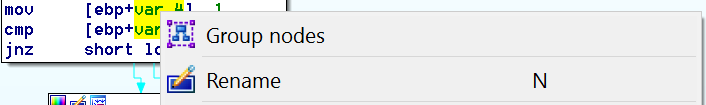 mov [ebp+var_4], 1
cmp [ebp+var
jnz short lo
Group nodes
Rename N